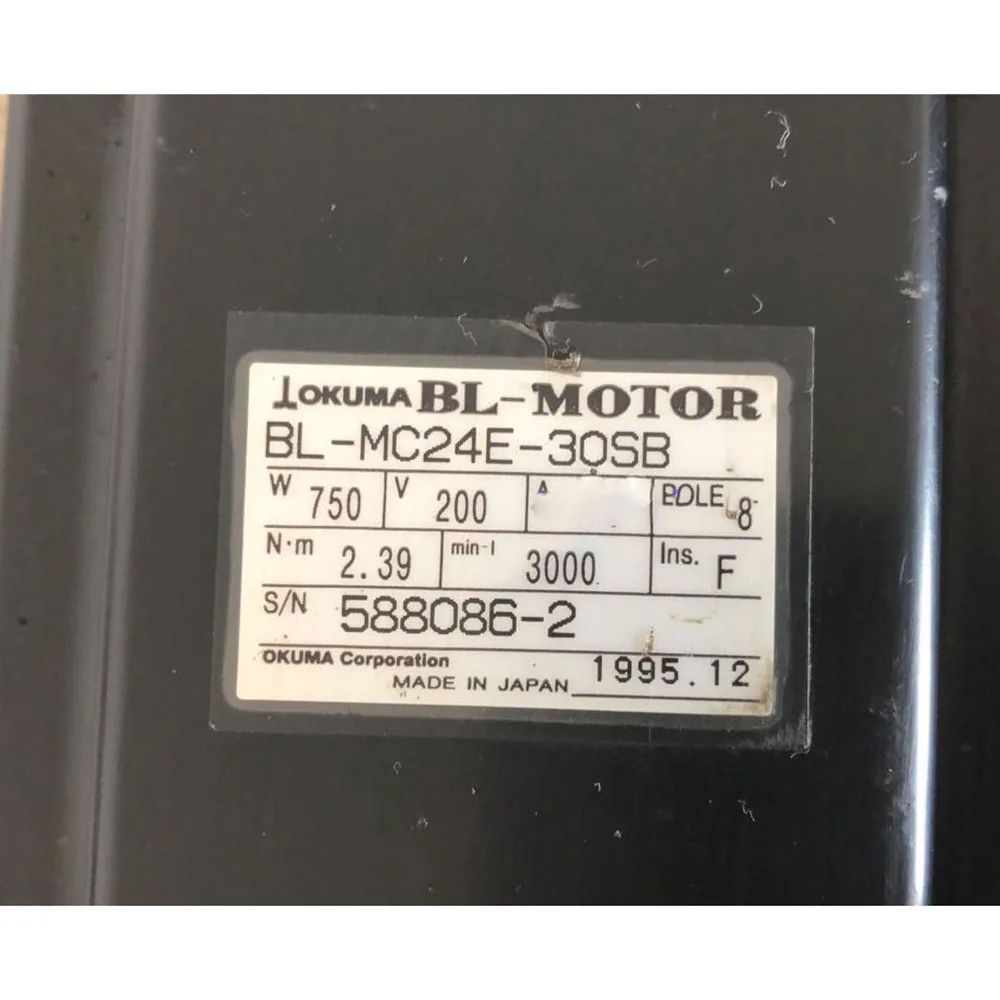 OKUMA BL-MOTOR
BL-MC24E-30SB
W 750 V 200 A POLE 8
N·m 2.39 min-1 3000 Ins. F
S/N 588086-2
OKUMA Corporation 1995.12
MADE IN JAPAN